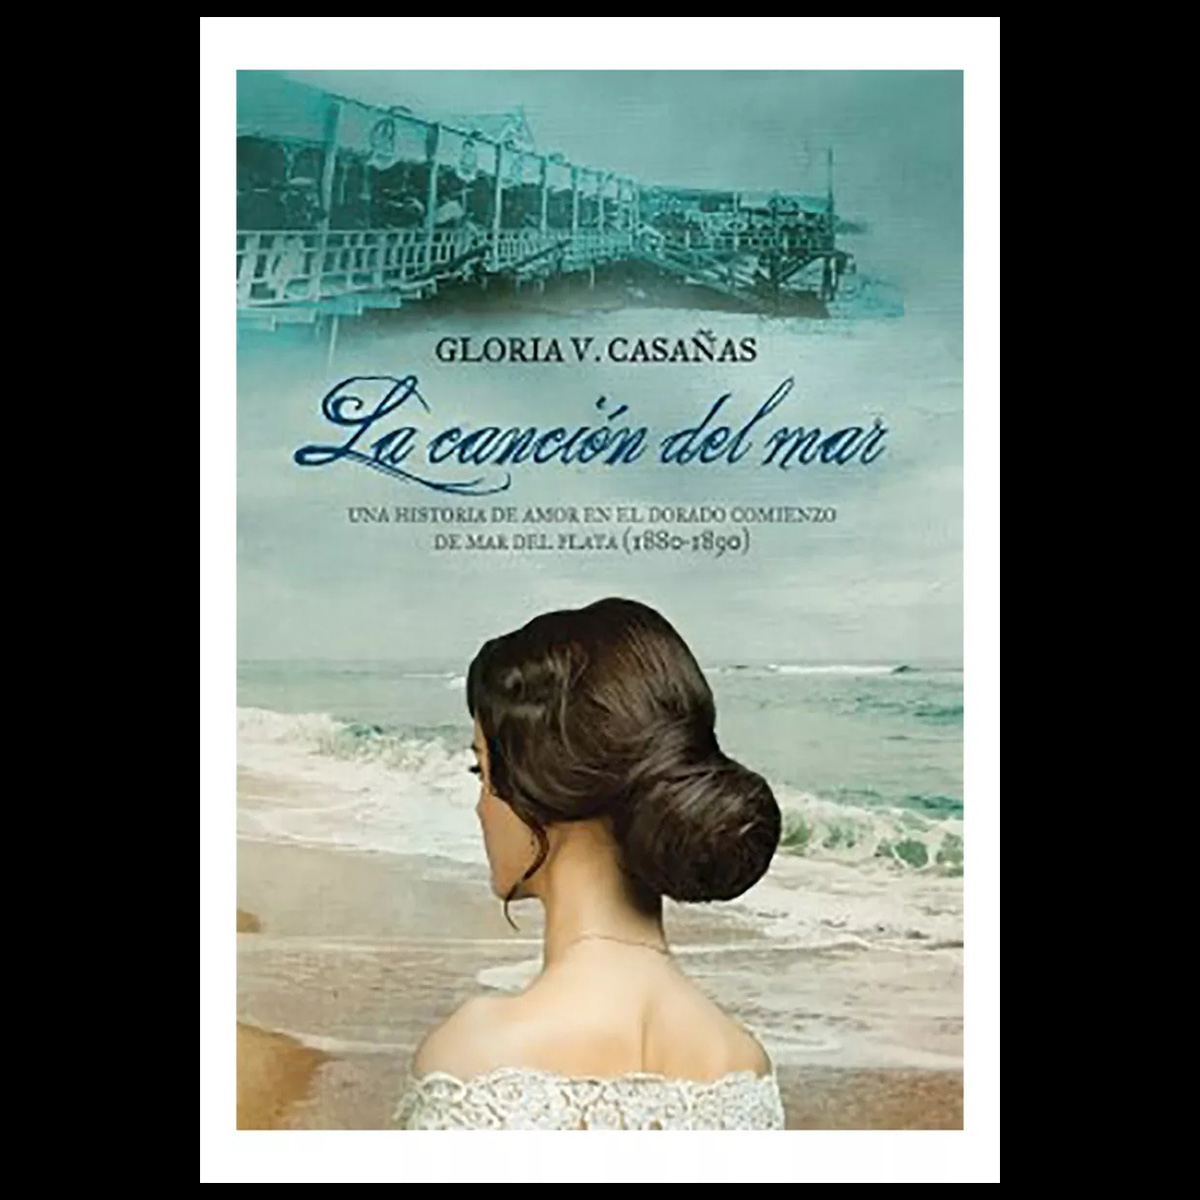 GLORIA V. CASAÑAS
La canción del mar
UNA HISTORIA DE AMOR EN EL DORADO COMIENZO
DE MAR DEL PLATA (1880-1890)